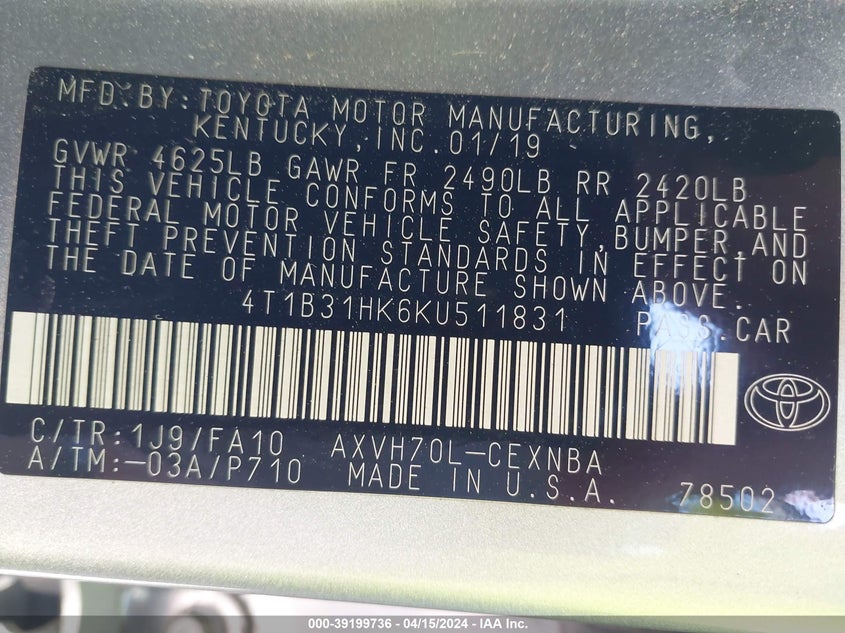 MFD. BY: TOYOTA MOTOR MANUFACTURING,
KENTUCKY, INC. 01/19
GVWR 4625LB GAWR FR 2490LB RR 2420LB
THIS VEHICLE CONFORMS TO ALL APPLICABLE
FEDERAL MOTOR VEHICLE SAFETY, BUMPER, AND
THEFT PREVENTION STANDARDS IN EFFECT ON
THE DATE OF MANUFACTURE SHOWN ABOVE.
4T1B31HK6KU511831 PASS. CAR
C/TR: 1J9/FA10 AXVH70L-CEXNBA
A/TM: -03A/P710 MADE IN U.S.A. 78502
000-39199736 - 04/15/2024 - IAA Inc.